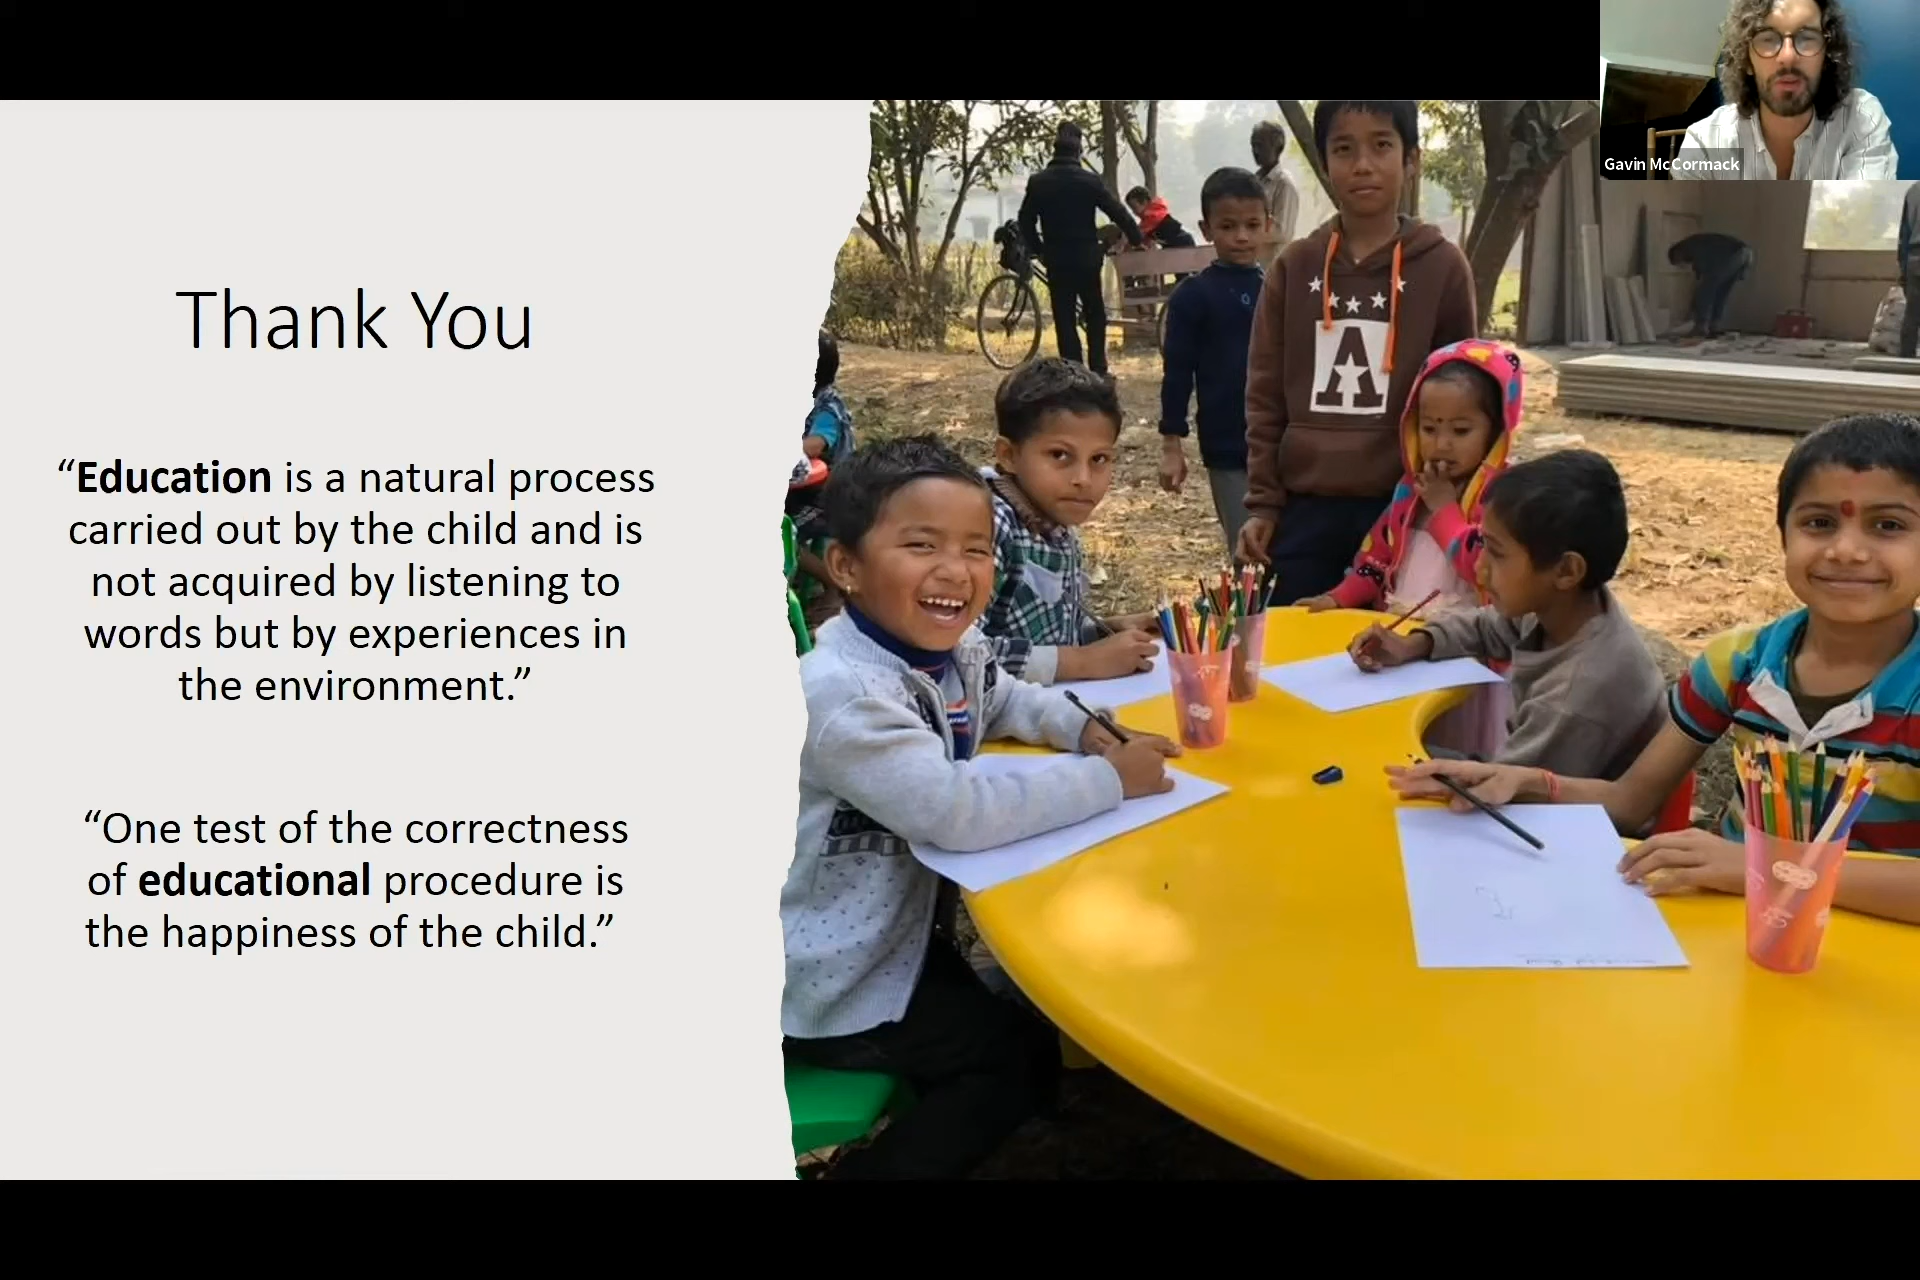 Gavin McCormack
Thank You
“Education is a natural process
carried out by the child and is
not acquired by listening to
words but by experiences in
the environment.”
“One test of the correctness
of educational procedure is
the happiness of the child.”
A